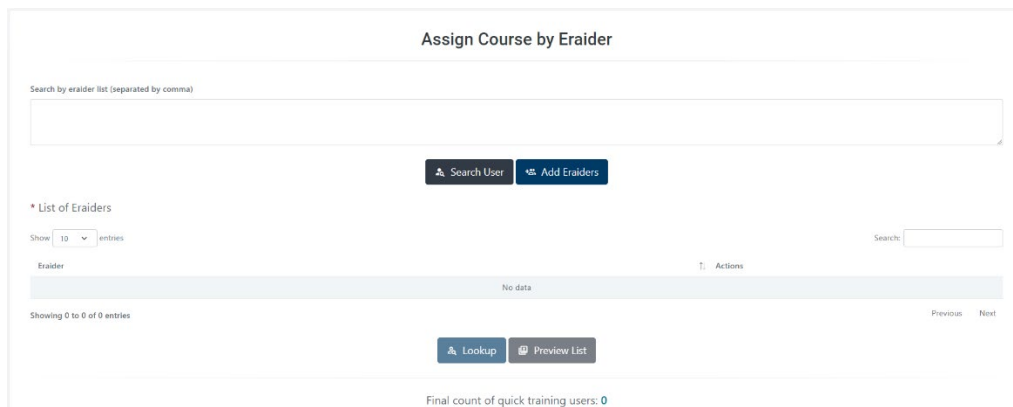 Assign Course by Eraider
Search by eraider list (separated by comma)
Search User Add Eraiders
* List of Eraiders
Show 10 entries Search:
Eraider Actions
No data
Showing 0 to 0 of 0 entries Previous Next
Lookup Preview List
Final count of quick training users: 0